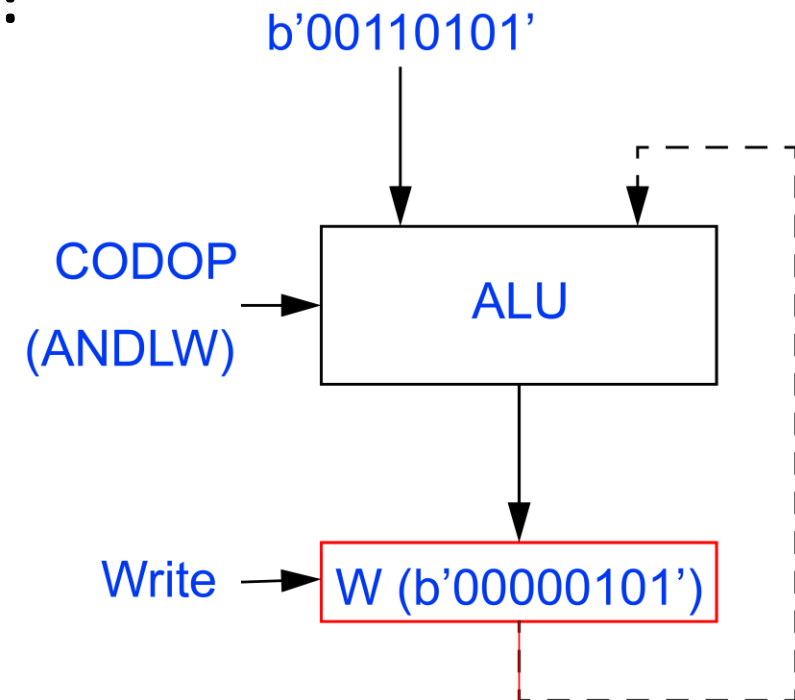 :
b’00110101’
CODOP
(ANDLW)
ALU
Write
W (b’00000101’)